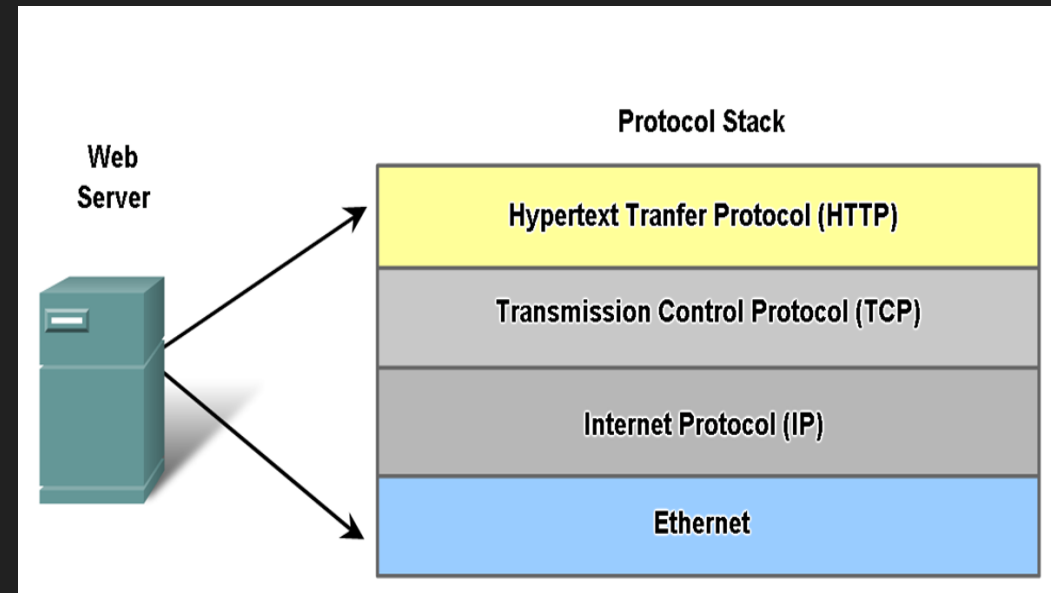 Protocol Stack
Web
Server
Hypertext Tranfer Protocol (HTTP)
Transmission Control Protocol (TCP)
Internet Protocol (IP)
Ethernet